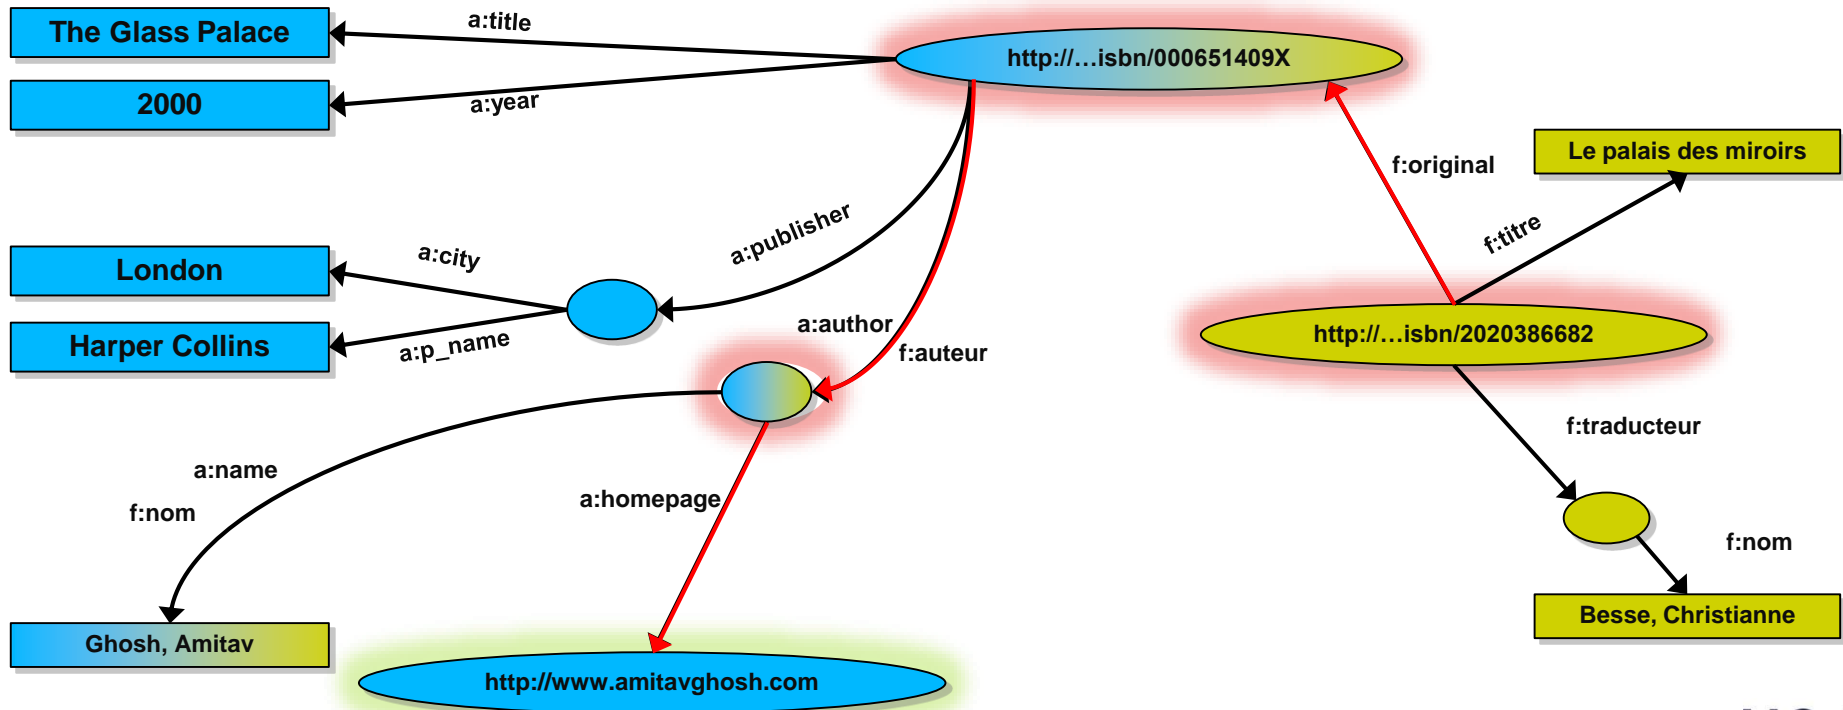 The Glass Palace
a:title
http://…isbn/000651409X
2000
a:year
Le palais des miroirs
f:original
f:titre
a:publisher
London
a:city
Harper Collins
a:p_name
a:author
f:auteur
http://…isbn/2020386682
f:traducteur
a:name
f:nom
a:homepage
f:nom
Ghosh, Amitav
Besse, Christianne
http://www.amitavghosh.com